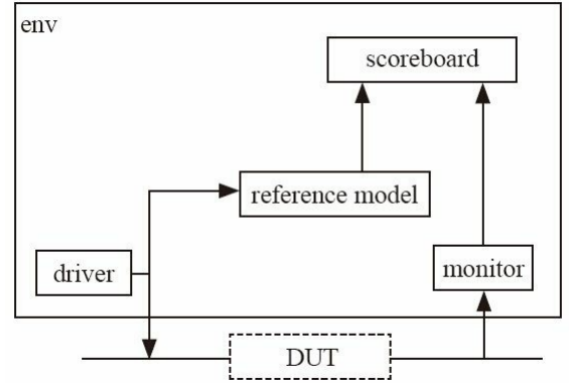 env
scoreboard
reference model
driver
monitor
DUT